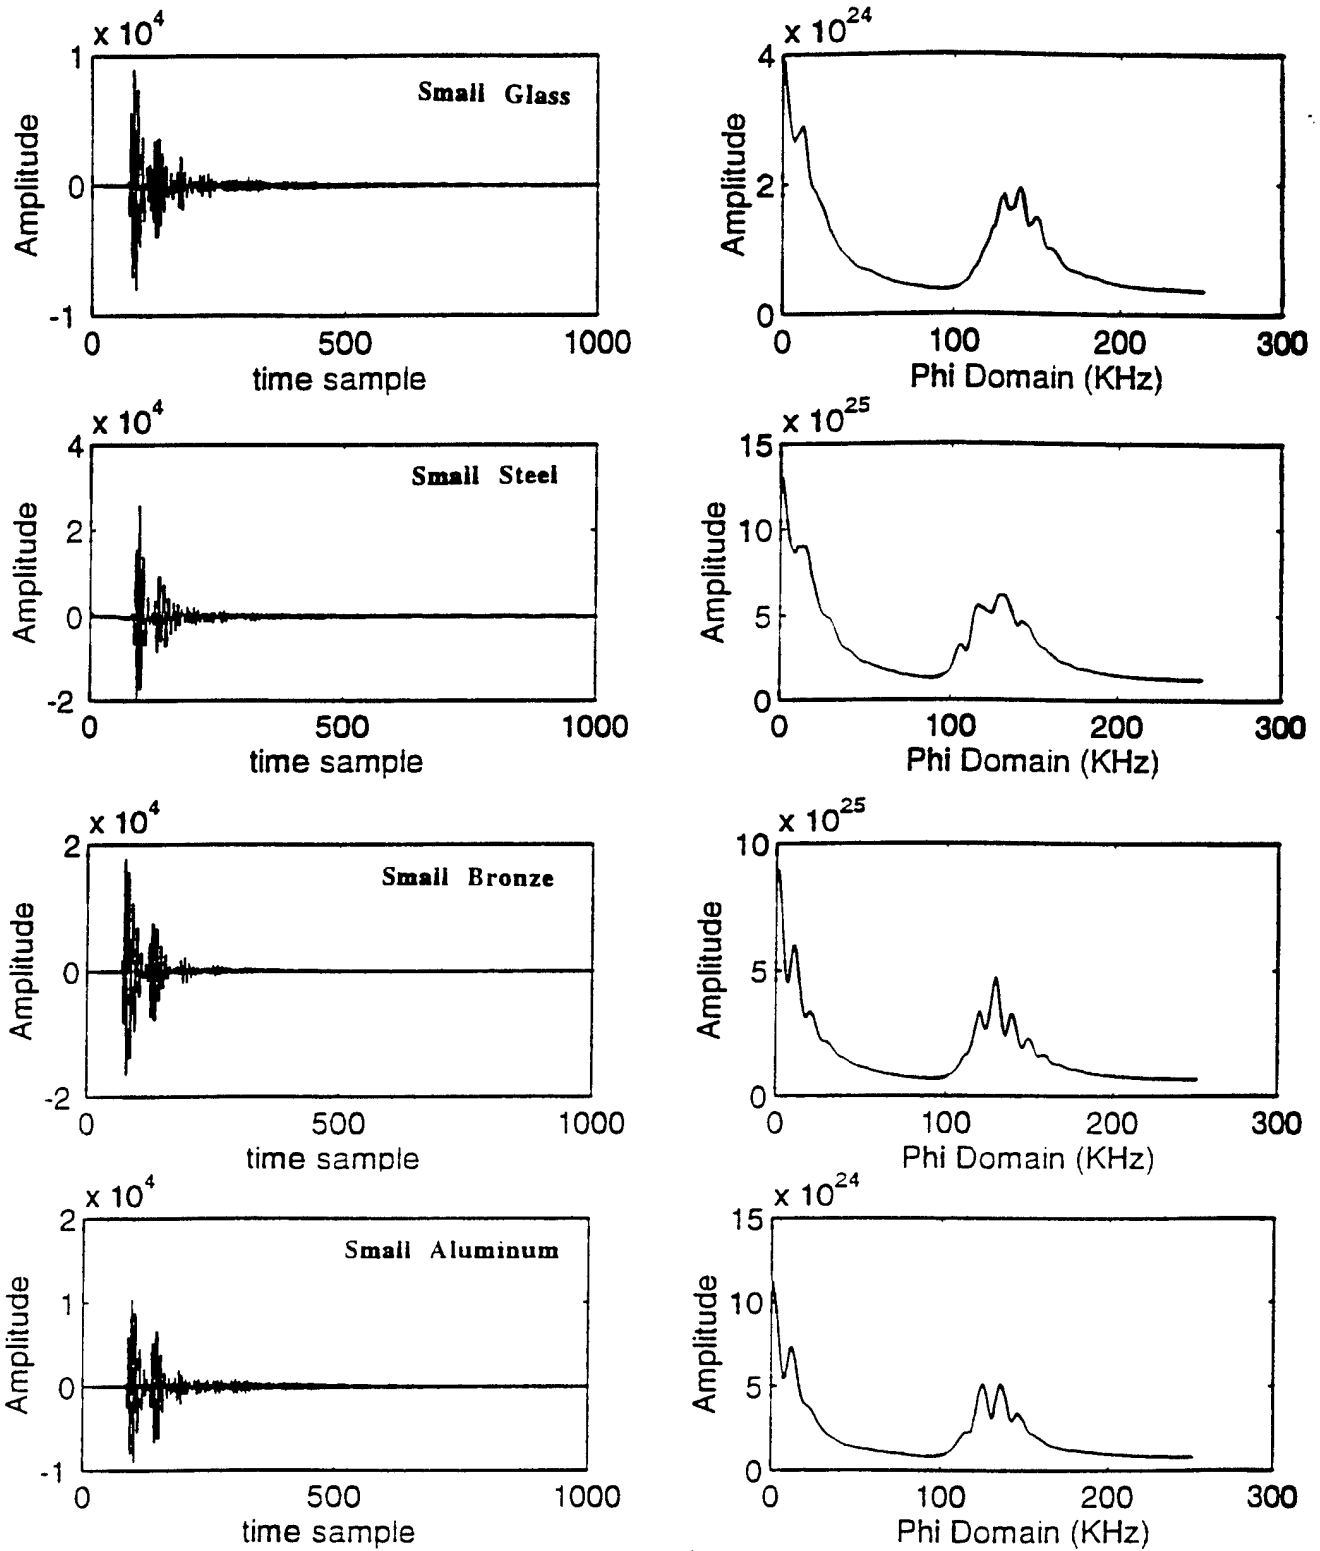 x 10^4
1
0
-1
Amplitude
Small Glass
0 500 1000
time sample
x 10^24
4
2
0
Amplitude
0 100 200 300
Phi Domain (KHz)
x 10^4
4
2
0
-2
Amplitude
Small Steel
0 500 1000
time sample
x 10^25
15
10
5
0
Amplitude
0 100 200 300
Phi Domain (KHz)
x 10^4
2
0
-2
Amplitude
Small Bronze
0 500 1000
time sample
x 10^25
10
5
0
Amplitude
0 100 200 300
Phi Domain (KHz)
x 10^4
2
1
0
-1
Amplitude
Small Aluminum
0 500 1000
time sample
x 10^24
15
10
5
0
Amplitude
0 100 200 300
Phi Domain (KHz)